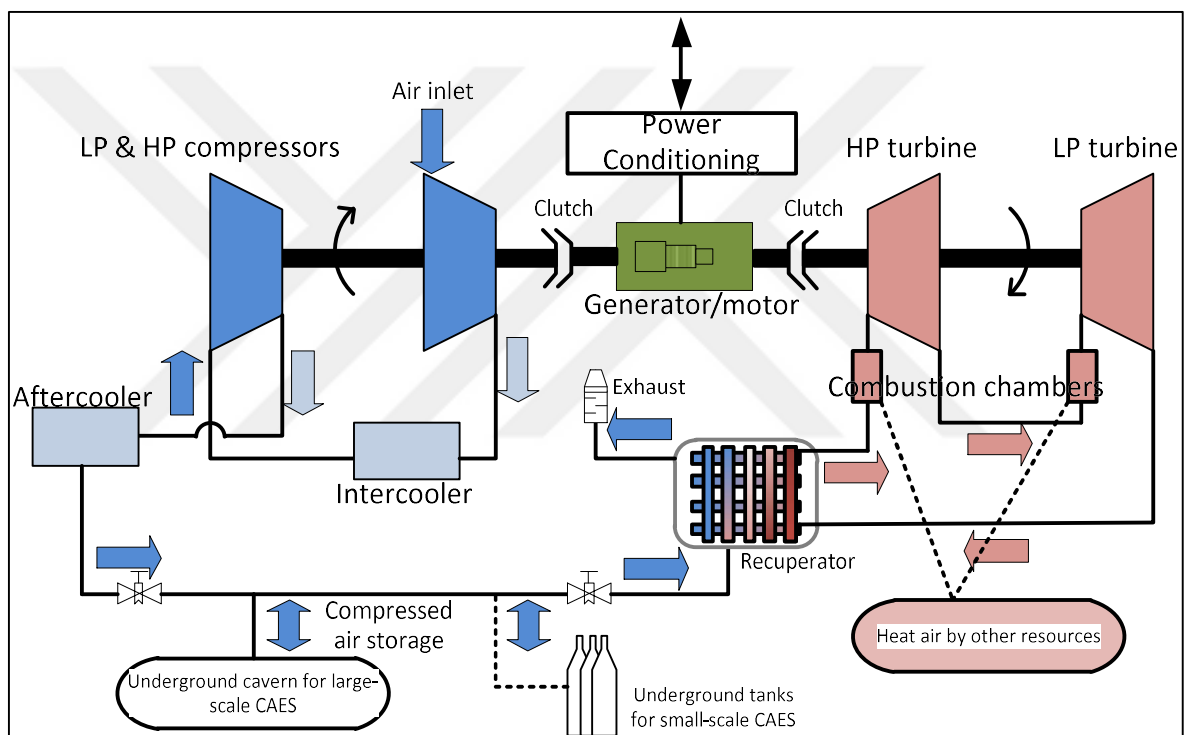 Air inlet
LP & HP compressors
Power
Conditioning
HP turbine
LP turbine
Clutch
Clutch
Generator/motor
Aftercooler
Exhaust
Combustion chambers
Intercooler
Recuperator
Compressed
air storage
Heat air by other resources
Underground cavern for large-
scale CAES
Underground tanks
for small-scale CAES